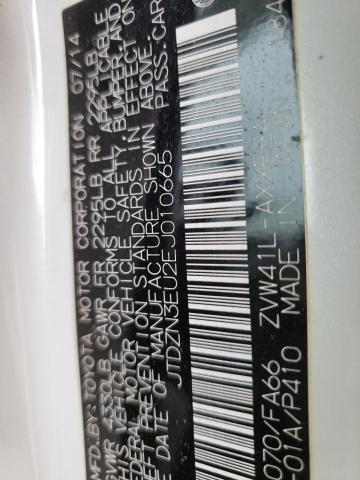 MFD.BY:TOYOTA MOTOR CORPORATION 07/14
GVWR 4330LB GAWR FR 2295LB RR 2295LB
THIS VEHICLE CONFORMS TO ALL APPLICABLE
FEDERAL MOTOR VEHICLE SAFETY, BUMPER, AND
THEFT PREVENTION STANDARDS IN EFFECT ON
THE DATE OF MANUFACTURE SHOWN ABOVE.
JTDZN3EU2EJ010665 PASS.CAR
070/FA66 ZVW41L-AXXEBA
-01A/P410 MADE IN JAPAN